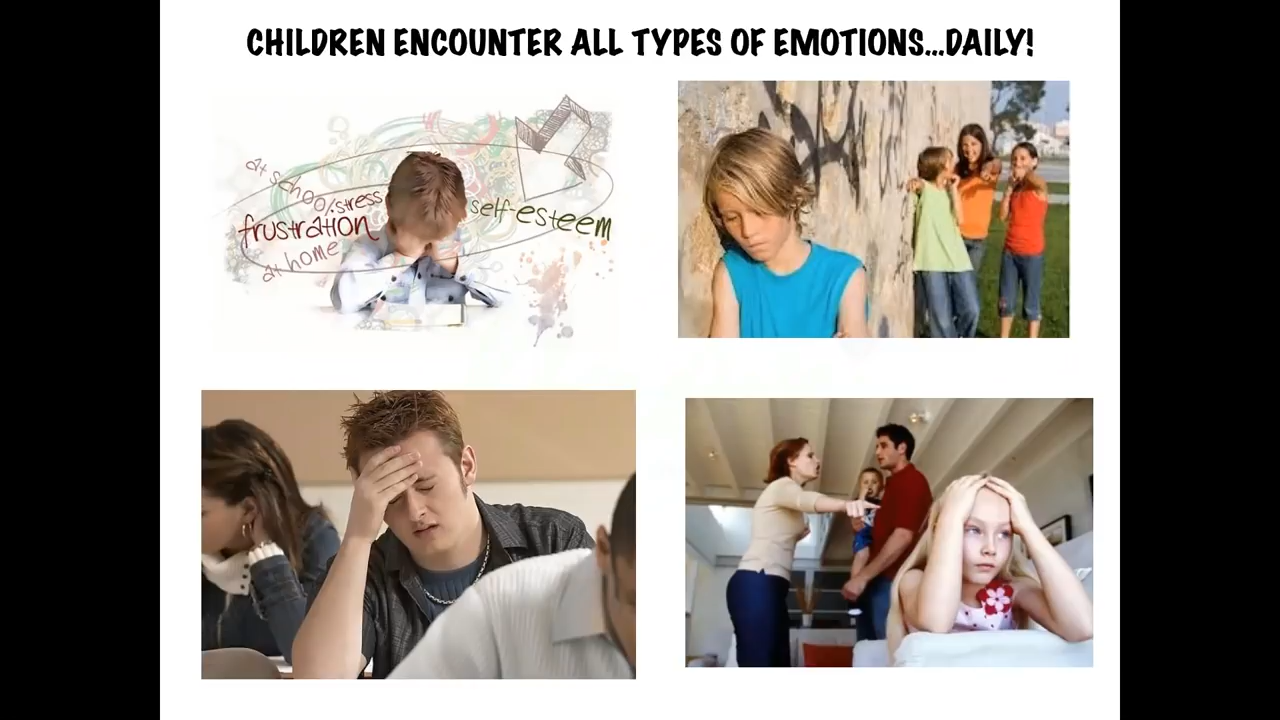 CHILDREN ENCOUNTER ALL TYPES OF EMOTIONS...DAILY!
at school/stress
frustration
at home
self-esteem